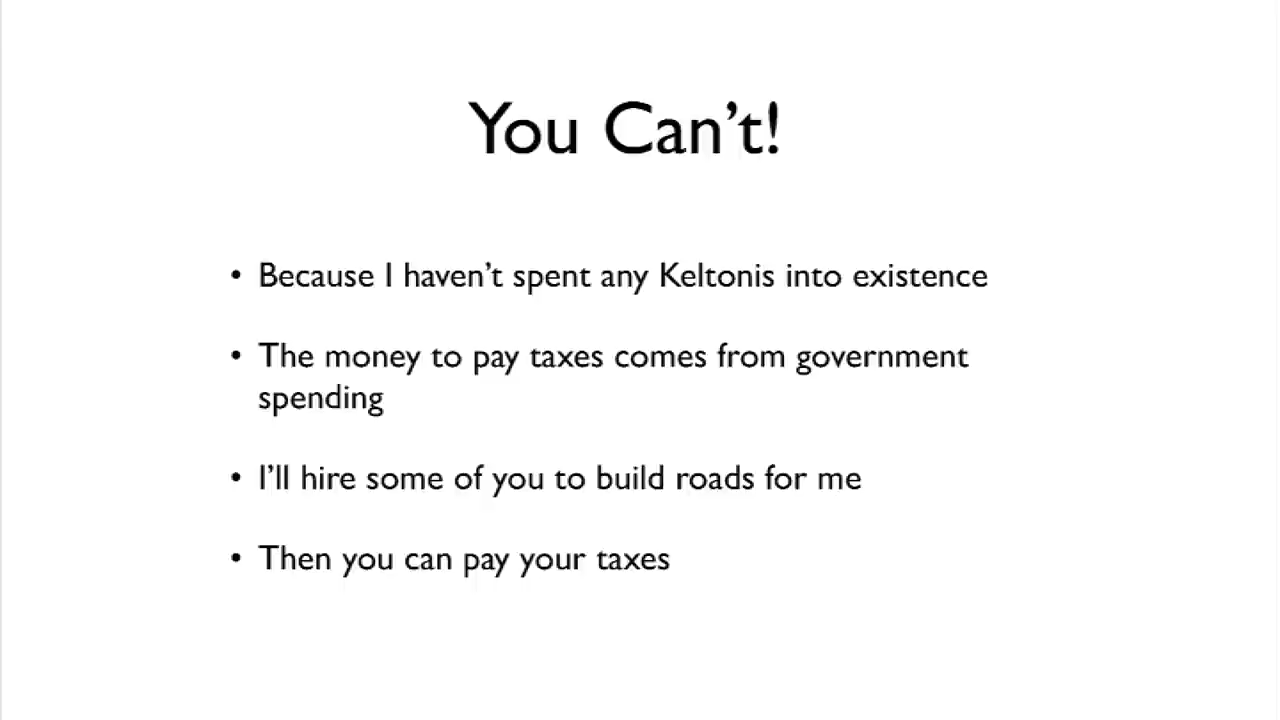 You Can’t!
• Because I haven’t spent any Keltonis into existence
• The money to pay taxes comes from government
spending
• I’ll hire some of you to build roads for me
• Then you can pay your taxes